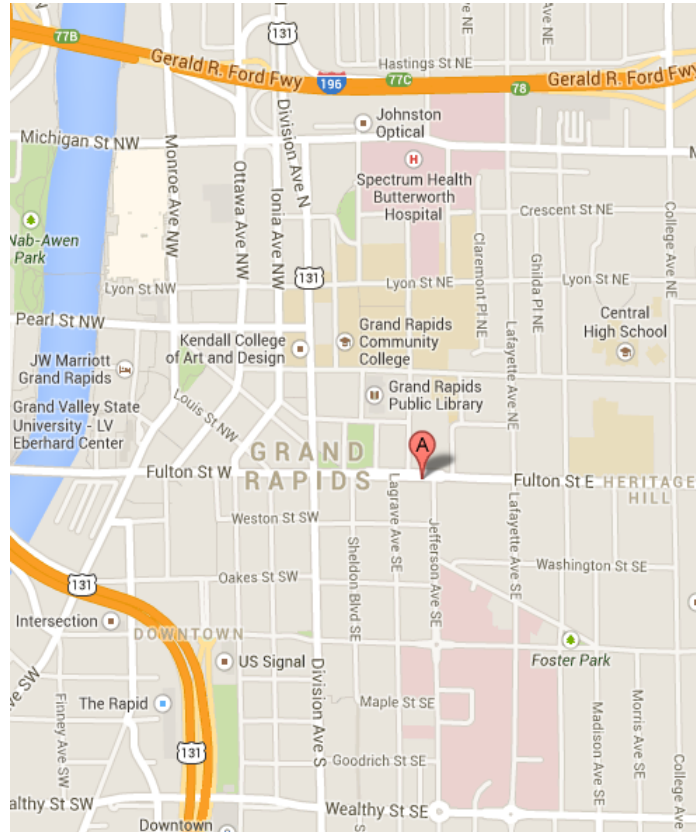 77B
131
Hastings St NE
Gerald R. Ford Fwy
196
77C
78
Gerald R. Ford Fwy
Johnston
Optical
Michigan St NW
Monroe Ave NW
Ottawa Ave NW
Ionia Ave NW
Division Ave N
H
Spectrum Health
Butterworth
Hospital
Crescent St NE
College Ave NE
Nab-Awen
Park
Claremont Pl NE
Ghilda Pl NE
Lyon St NW
131
Lyon St NE
Lyon St NE
Pearl St NW
Kendall College
of Art and Design
Grand Rapids
Community
College
Central
High School
Lafayette Ave NE
JW Marriott
Grand Rapids
Grand Rapids
Public Library
Louis St NW
Grand Valley State
University - LV
Eberhard Center
GRAND
RAPIDS
A
Fulton St W
Fulton St E
HERITAGE
HILL
Weston St SW
Lagrave Ave SE
Jefferson Ave SE
Lafayette Ave SE
Sheldon Blvd SE
Washington St SE
Oakes St SW
131
Intersection
DOWNTOWN
US Signal
Foster Park
Division Ave S
The Rapid
Finney Ave SW
Maple St SE
Madison Ave SE
Morris Ave SE
College Ave
131
Goodrich St SE
ve SW
althy St SW
Wealthy St SE
Downtown